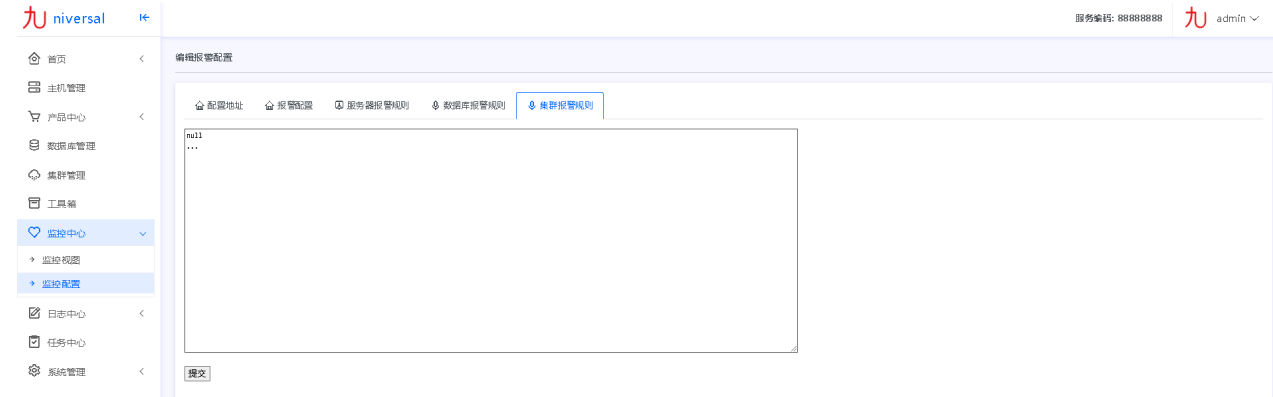 九 niversal
服务编码: 88888888
九 admin
首页
主机管理
产品中心
数据库管理
集群管理
工具箱
监控中心
监控视图
监控配置
日志中心
任务中心
系统管理
编辑报警配置
配置地址 报警配置 服务器报警规则 数据库报警规则 集群报警规则
null
...
提交